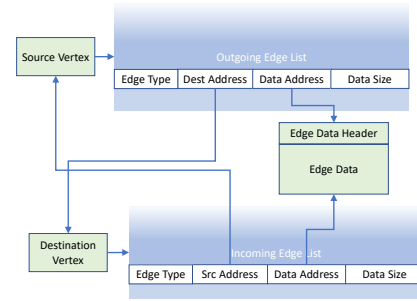 Source Vertex
Outgoing Edge List
Edge Type Dest Address Data Address Data Size
Edge Data Header
Edge Data
Destination
Vertex
Incoming Edge List
Edge Type Src Address Data Address Data Size